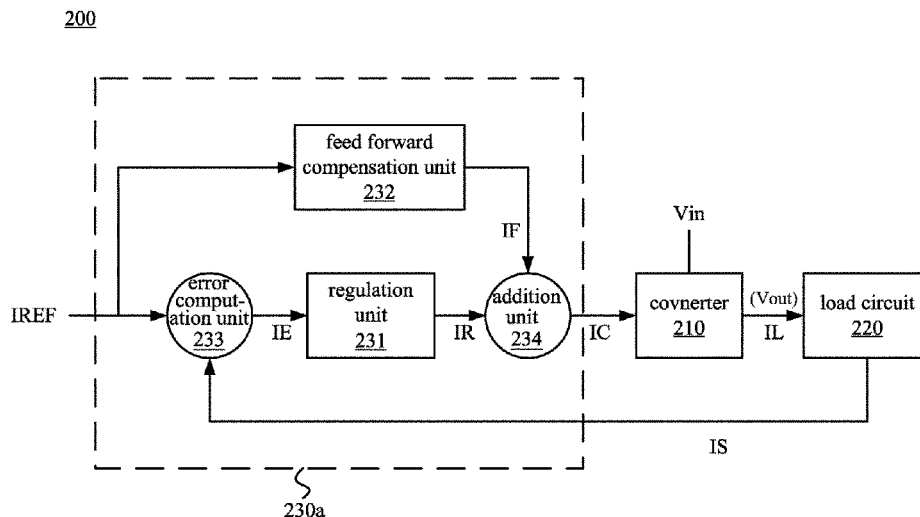 200
feed forward
compensation unit
232
IF
Vin
IREF
error
comput-
ation unit
233
IE
regulation
unit
231
IR
addition
unit
234
IC
covnerter
210
(Vout)
IL
load circuit
220
IS
230a